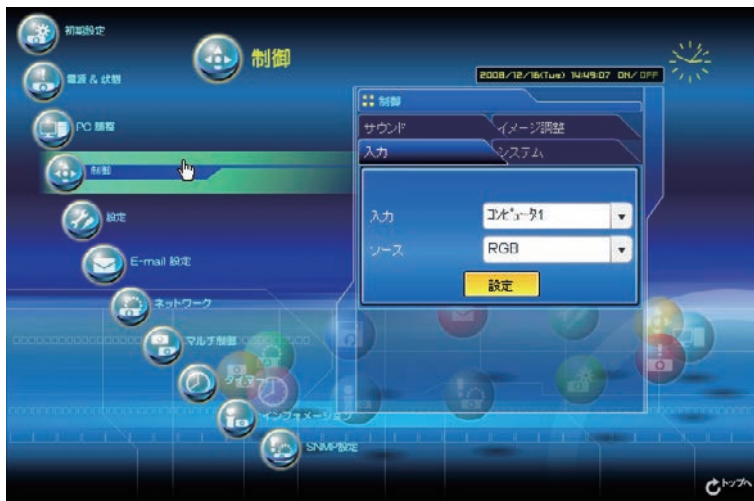 初期設定
電源 & 状態
PC 調整
制御
設定
E-mail 設定
ネットワーク
マルチ制御
タイマー
インフォメーション
SNMP設定
制御
2008/12/16(Tue) 14:49:07 ON/OFF
制御
サウンド イメージ調整
入力 システム
入力 コンピュータ1
ソース RGB
設定
トップへ